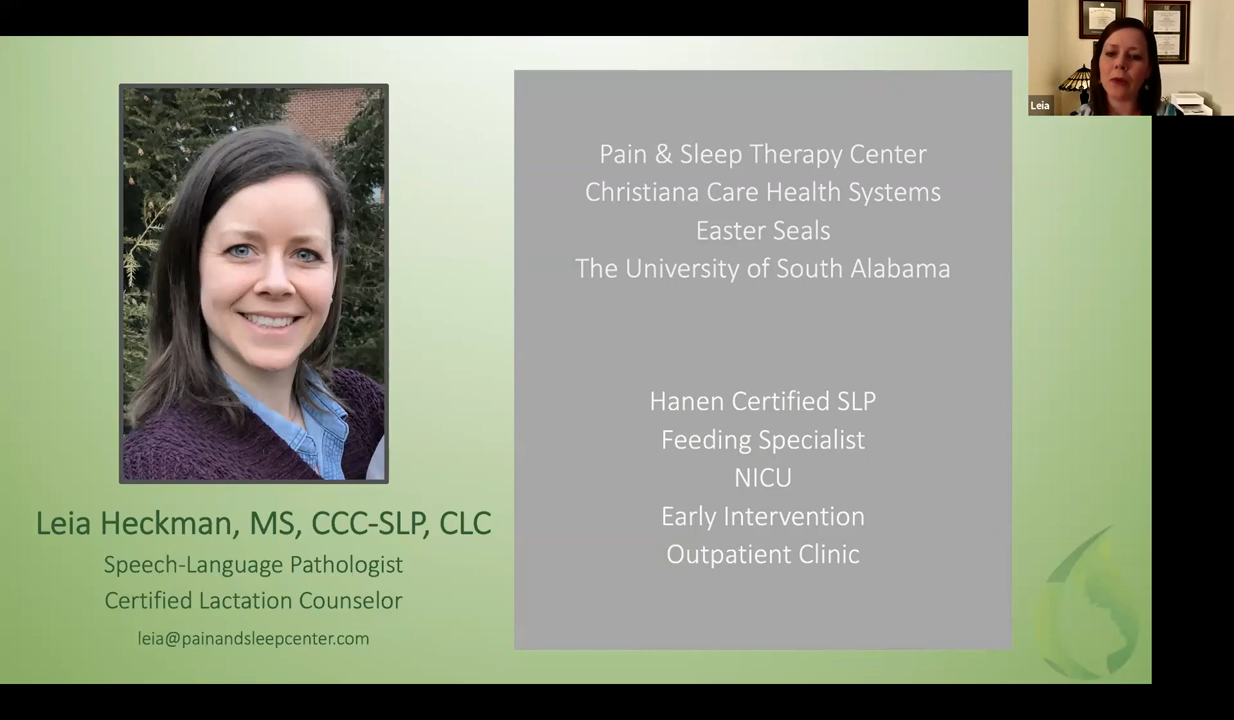 Leia
Pain & Sleep Therapy Center
Christiana Care Health Systems
Easter Seals
The University of South Alabama
Hanen Certified SLP
Feeding Specialist
NICU
Early Intervention
Outpatient Clinic
Leia Heckman, MS, CCC-SLP, CLC
Speech-Language Pathologist
Certified Lactation Counselor
leia@painandsleepcenter.com